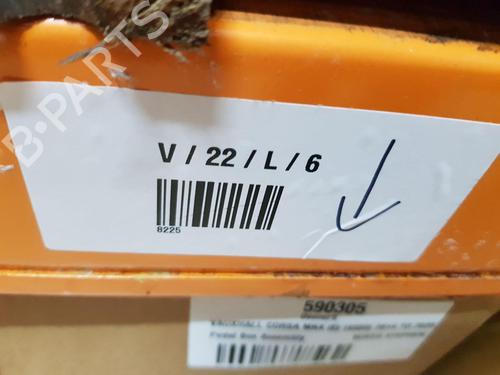 B·PARTS
V / 22 / L / 6
8225
590305
VAUXHALL CORSA
Pedal Box Assembly